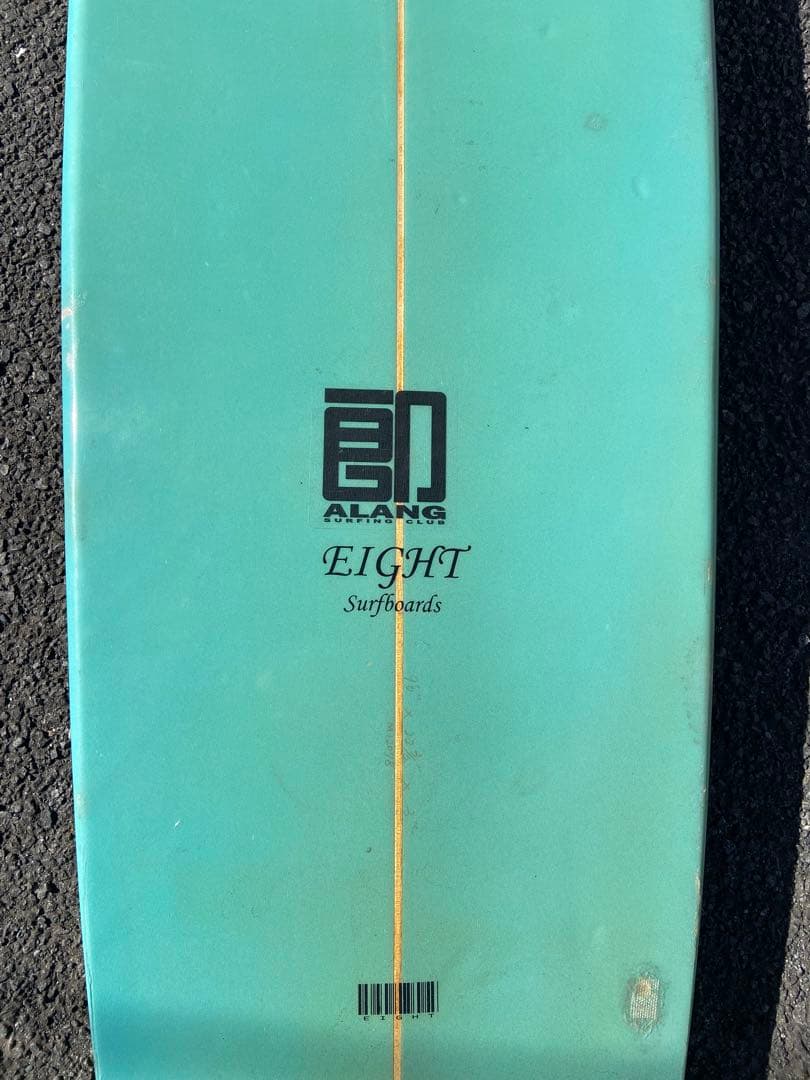 ALANG
SURFING CLUB
EIGHT
Surfboards
EIGHT